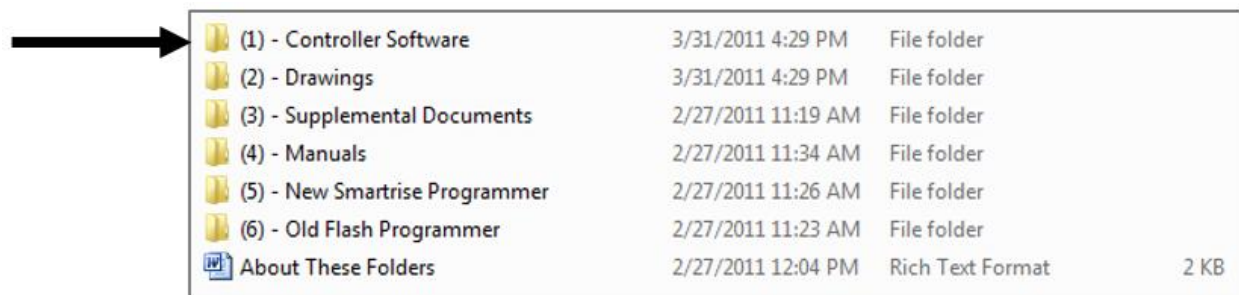 (1) - Controller Software 3/31/2011 4:29 PM File folder
(2) - Drawings 3/31/2011 4:29 PM File folder
(3) - Supplemental Documents 2/27/2011 11:19 AM File folder
(4) - Manuals 2/27/2011 11:34 AM File folder
(5) - New Smartrise Programmer 2/27/2011 11:26 AM File folder
(6) - Old Flash Programmer 2/27/2011 11:23 AM File folder
About These Folders 2/27/2011 12:04 PM Rich Text Format 2 KB